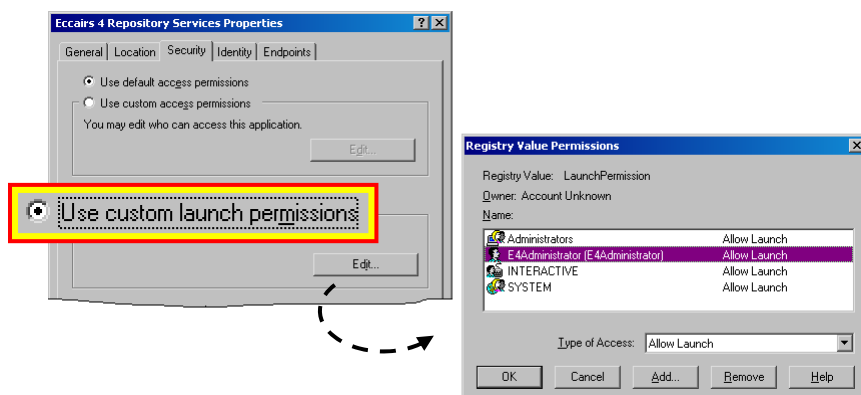 Eccairs 4 Repository Services Properties
General Location Security Identity Endpoints
Use default access permissions
Use custom access permissions
You may edit who can access this application.
Edit...
Use custom launch permissions
Edit...
Registry Value Permissions
Registry Value: LaunchPermission
Owner: Account Unknown
Name:
Administrators Allow Launch
E4Administrator (E4Administrator) Allow Launch
INTERACTIVE Allow Launch
SYSTEM Allow Launch
Type of Access: Allow Launch
OK Cancel Add... Remove Help